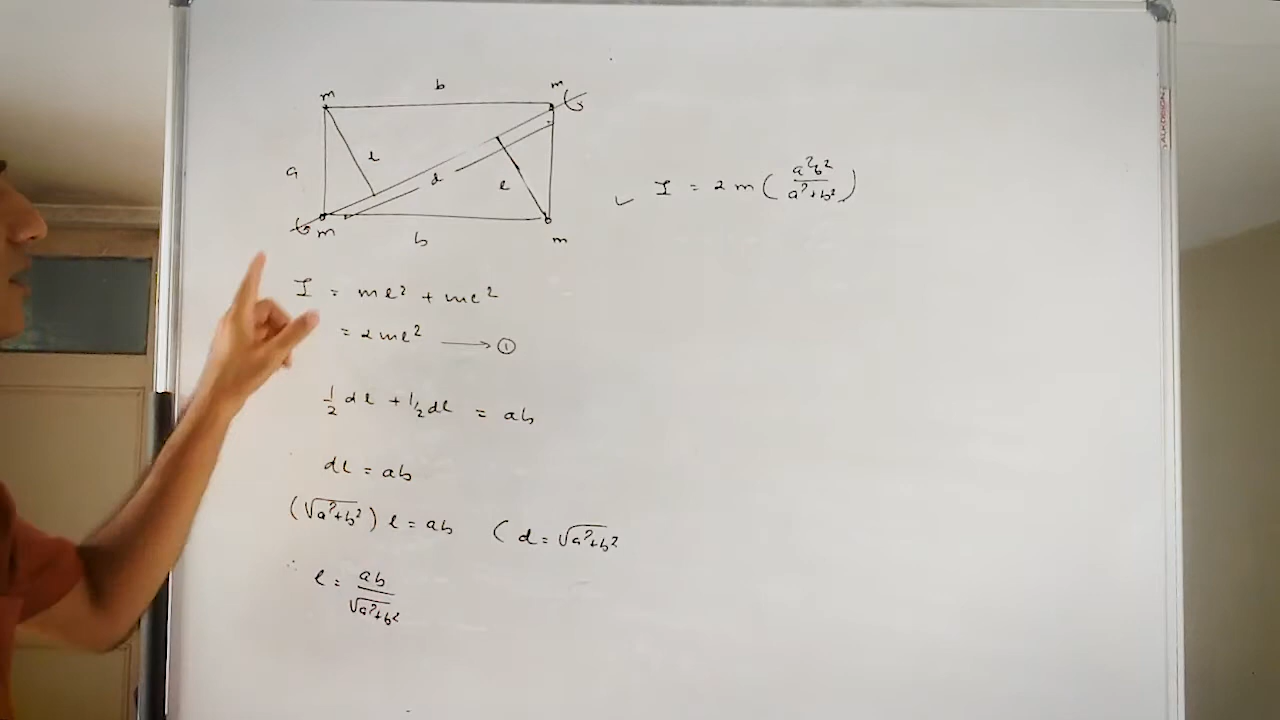 b
m m
a l d l
m m
b
I = ml² + ml²
= 2ml² ⟶ ①
½ dl + ½ dl = ab
dl = ab
(√a²+b²) l = ab ( d = √a²+b²
∴ l = ab/√a²+b²
✓ I = 2m (a²b²/a²+b²)